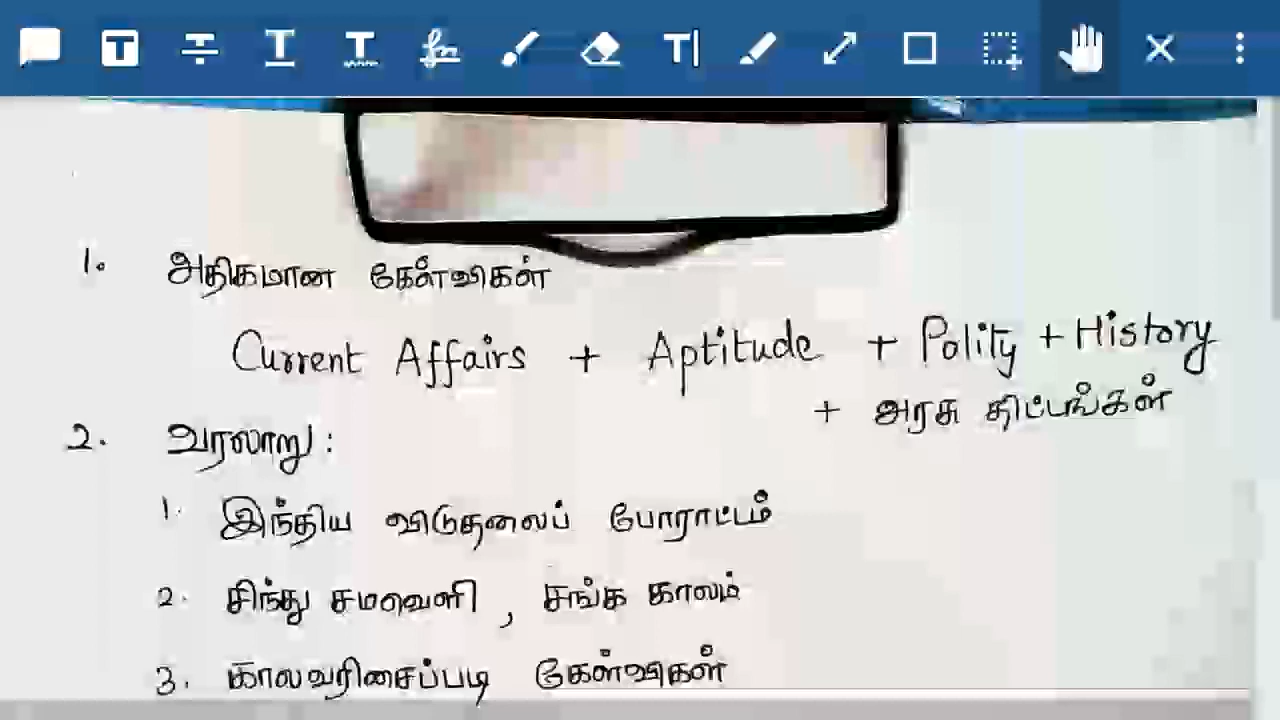 1. அதிகமான கேள்விகள்
Current Affairs + Aptitude + Polity + History
+ அரசு திட்டங்கள்
2. வரலாறு :
1. இந்திய விடுதலைப் போராட்டம்
2. சிந்து சமவெளி , சங்க காலம்
3. காலவரிசைப்படி கேள்விகள்